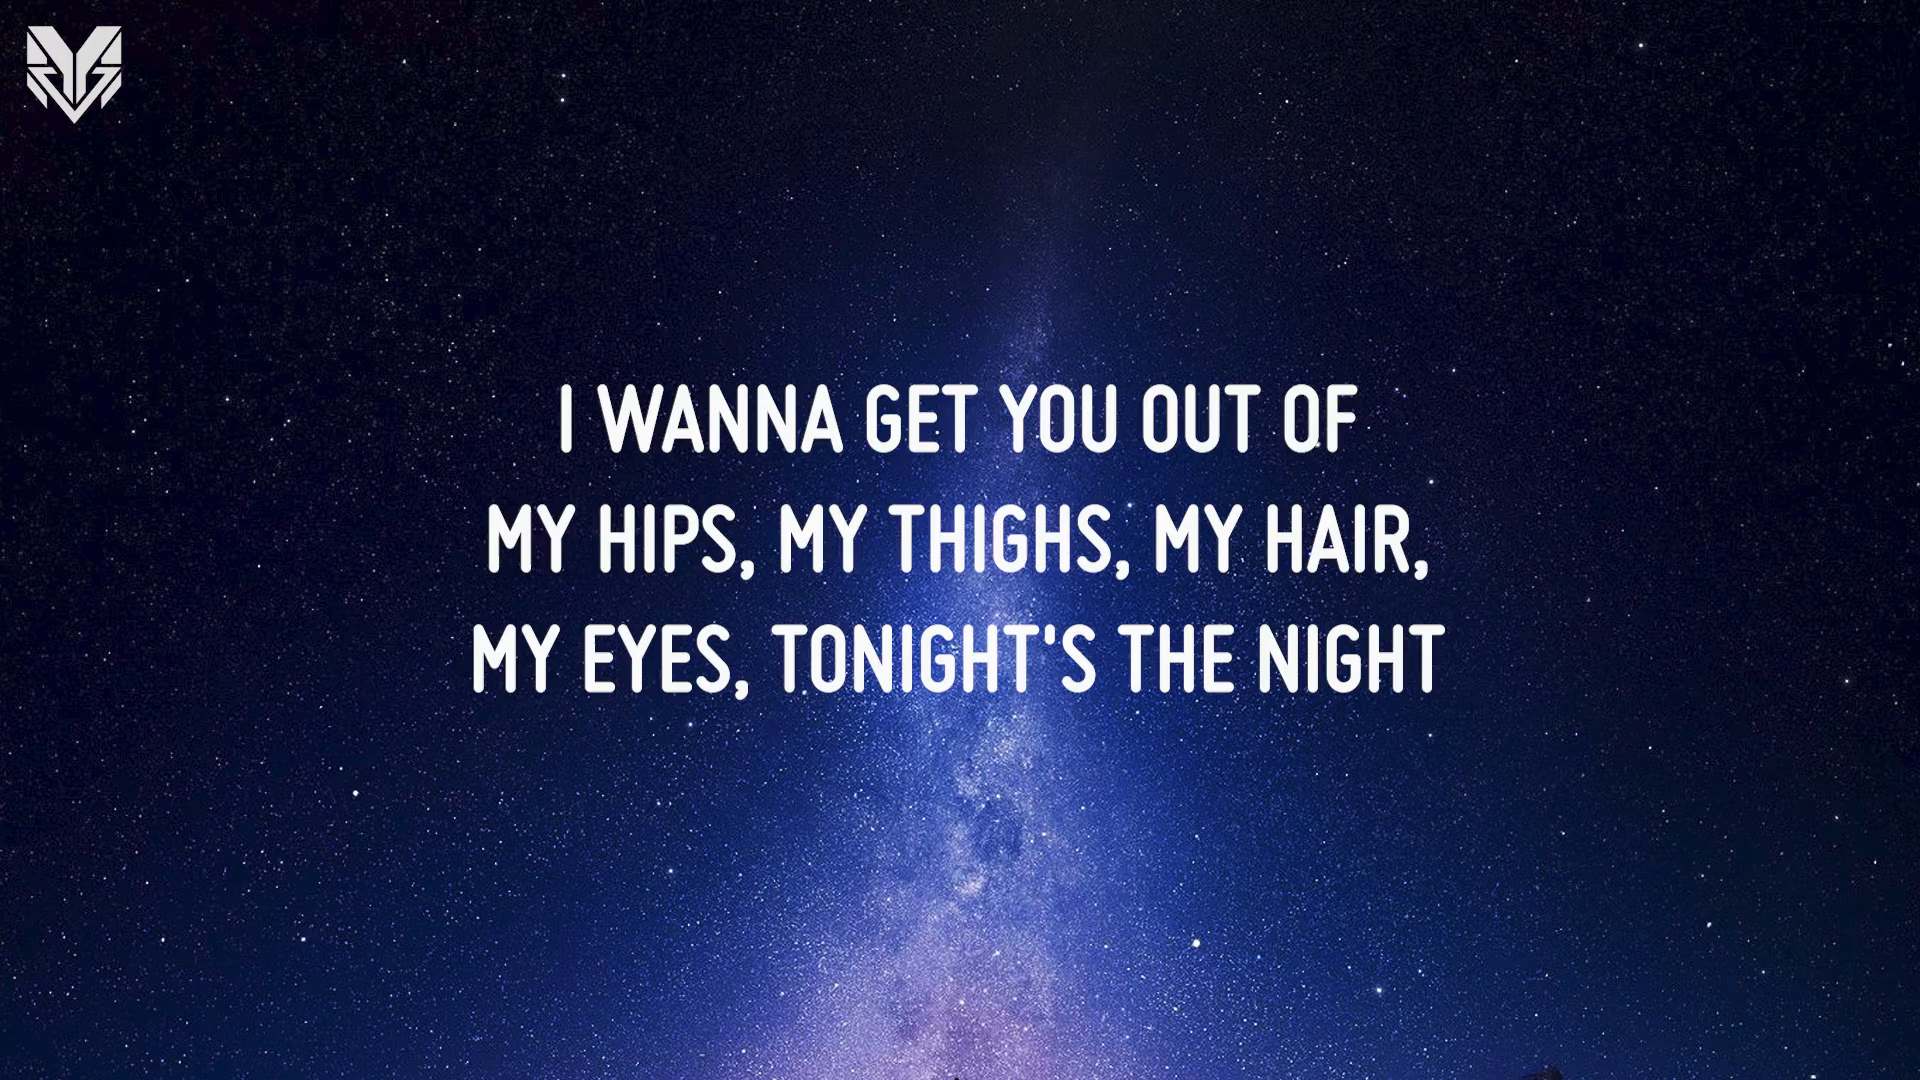 I WANNA GET YOU OUT OF
MY HIPS, MY THIGHS, MY HAIR,
MY EYES, TONIGHT'S THE NIGHT